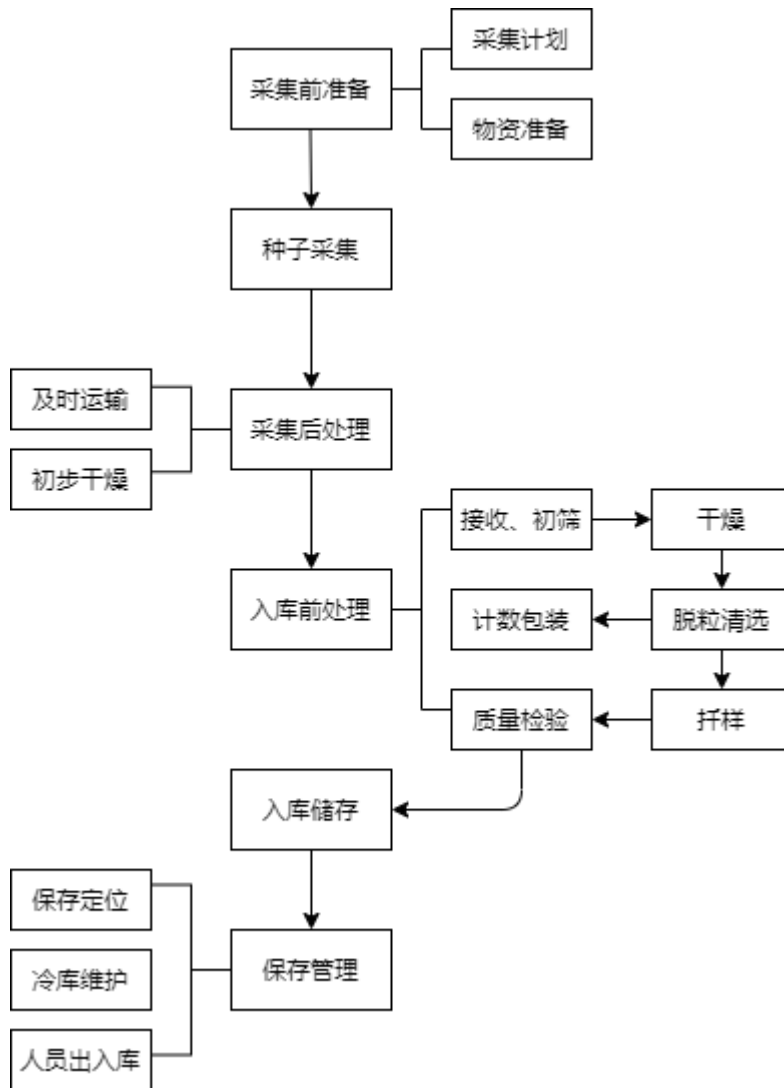 采集计划
采集前准备
物资准备
种子采集
及时运输
采集后处理
初步干燥
接收、初筛
干燥
入库前处理
计数包装
脱粒清选
质量检验
扦样
入库储存
保存定位
保存管理
冷库维护
人员出入库